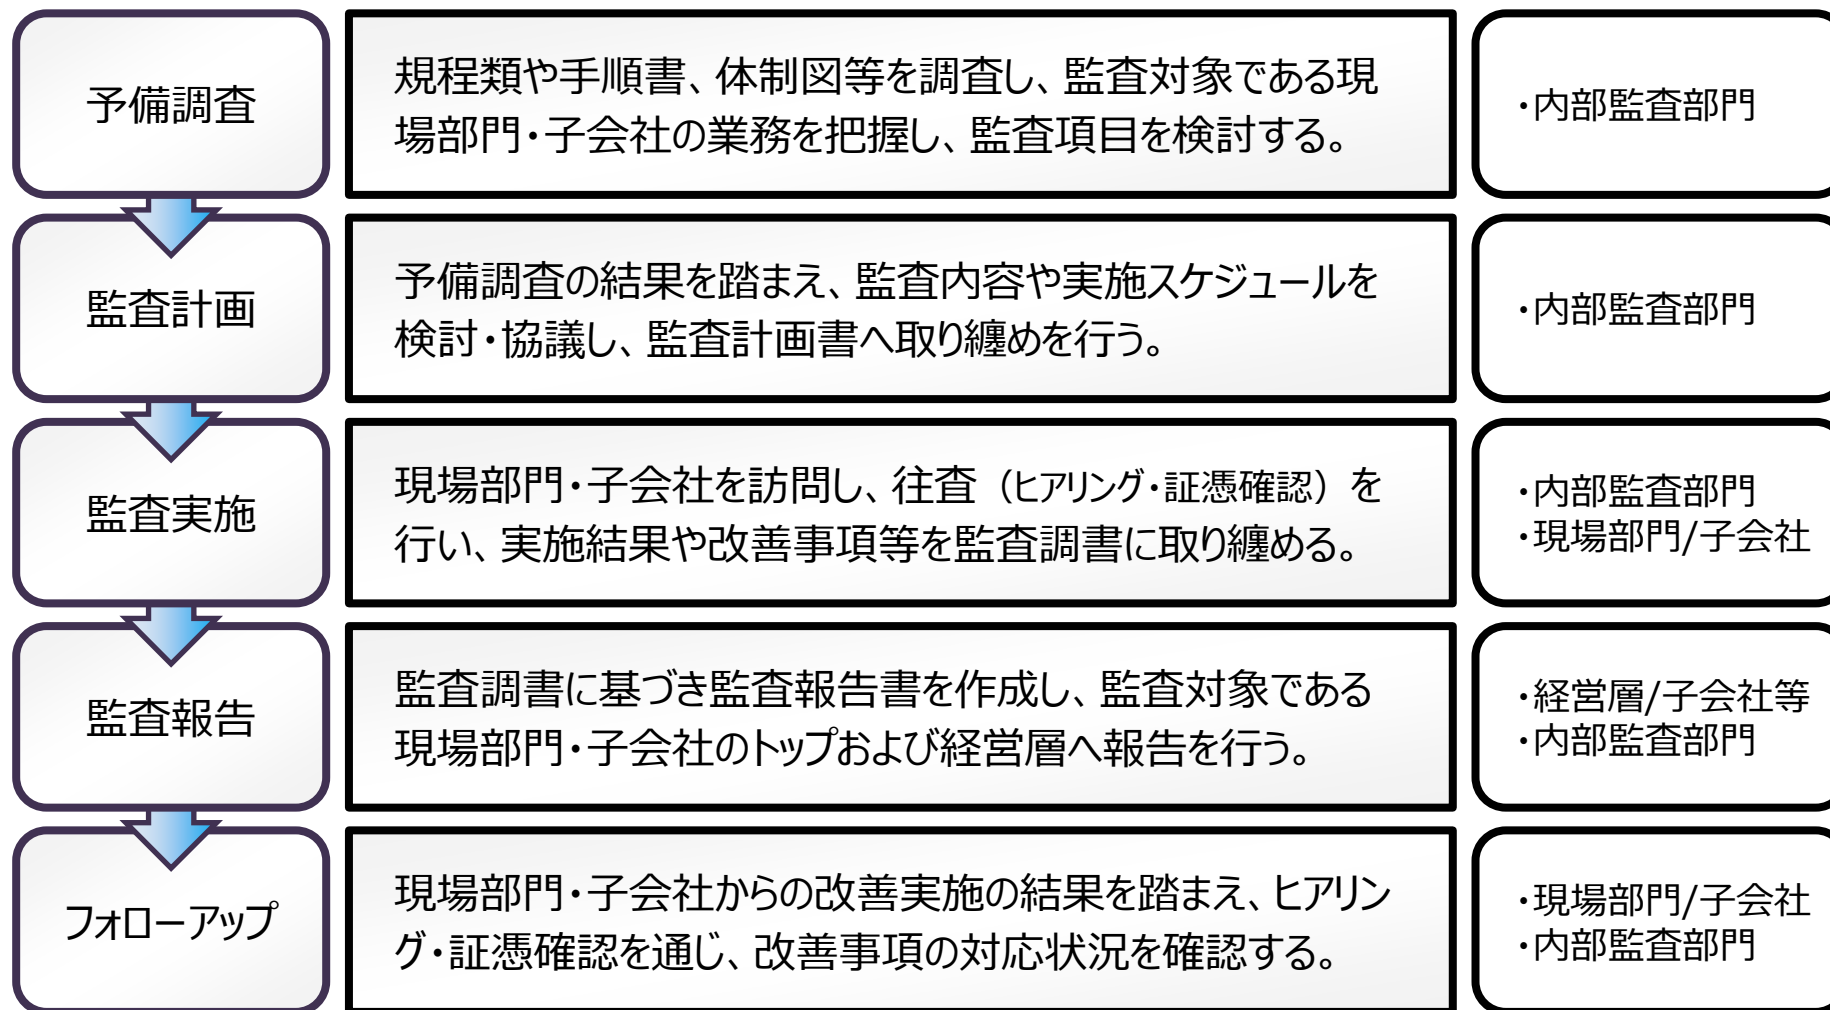 予備調査
規程類や手順書、体制図等を調査し、監査対象である現
場部門・子会社の業務を把握し、監査項目を検討する。
・内部監査部門
監査計画
予備調査の結果を踏まえ、監査内容や実施スケジュールを
検討・協議し、監査計画書へ取り纏めを行う。
・内部監査部門
監査実施
現場部門・子会社を訪問し、往査（ヒアリング・証憑確認）を
行い、実施結果や改善事項等を監査調書に取り纏める。
・内部監査部門
・現場部門/子会社
監査報告
監査調書に基づき監査報告書を作成し、監査対象である
現場部門・子会社のトップおよび経営層へ報告を行う。
・経営層/子会社等
・内部監査部門
フォローアップ
現場部門・子会社からの改善実施の結果を踏まえ、ヒアリン
グ・証憑確認を通じ、改善事項の対応状況を確認する。
・現場部門/子会社
・内部監査部門